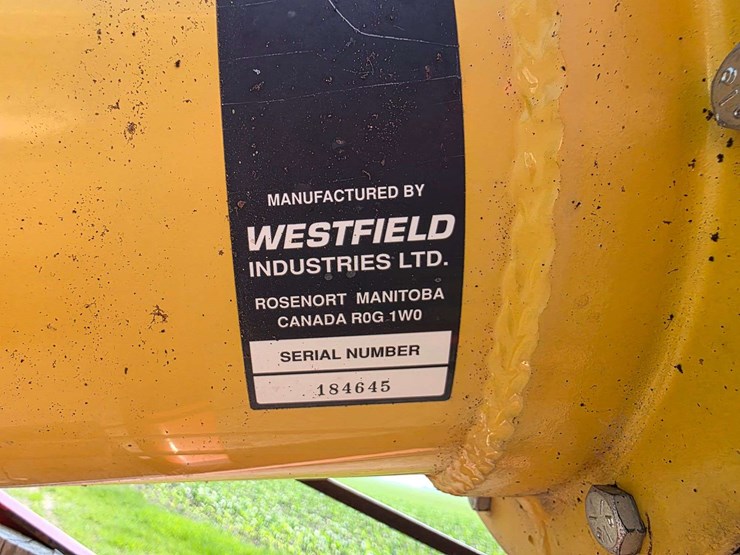 MANUFACTURED BY
WESTFIELD
INDUSTRIES LTD.
ROSENORT MANITOBA
CANADA R0G 1W0
SERIAL NUMBER
184645